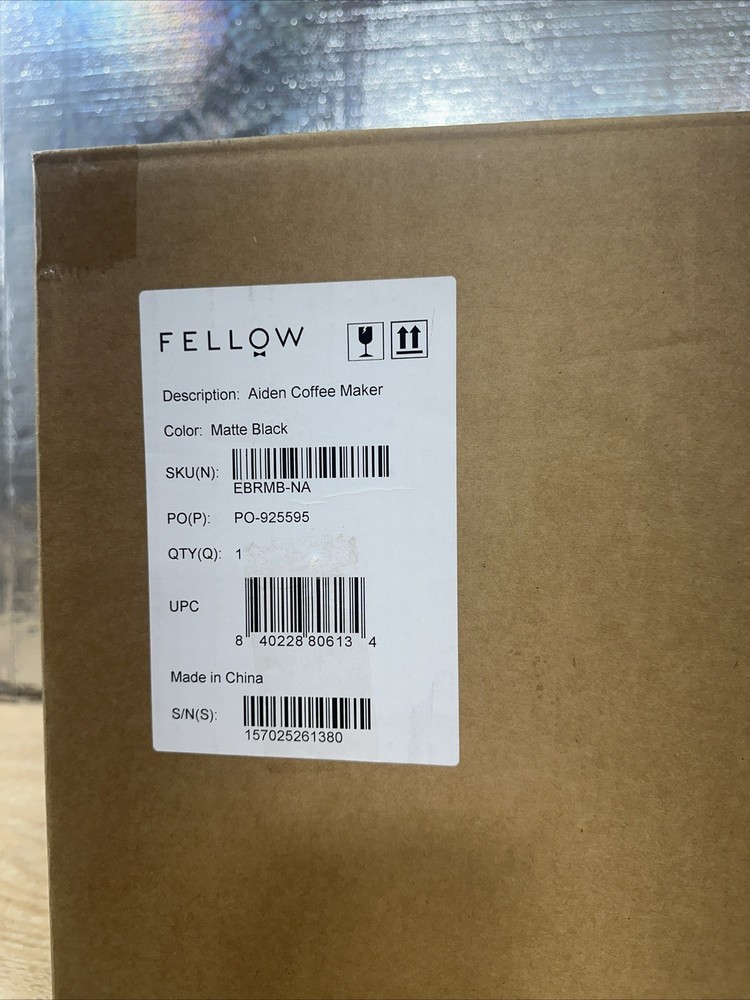 FELLOW
Description: Aiden Coffee Maker
Color: Matte Black
SKU(N):
EBRMB-NA
PO(P): PO-925595
QTY(Q): 1
UPC
8 40228 80613 4
Made in China
S/N(S):
157025261380